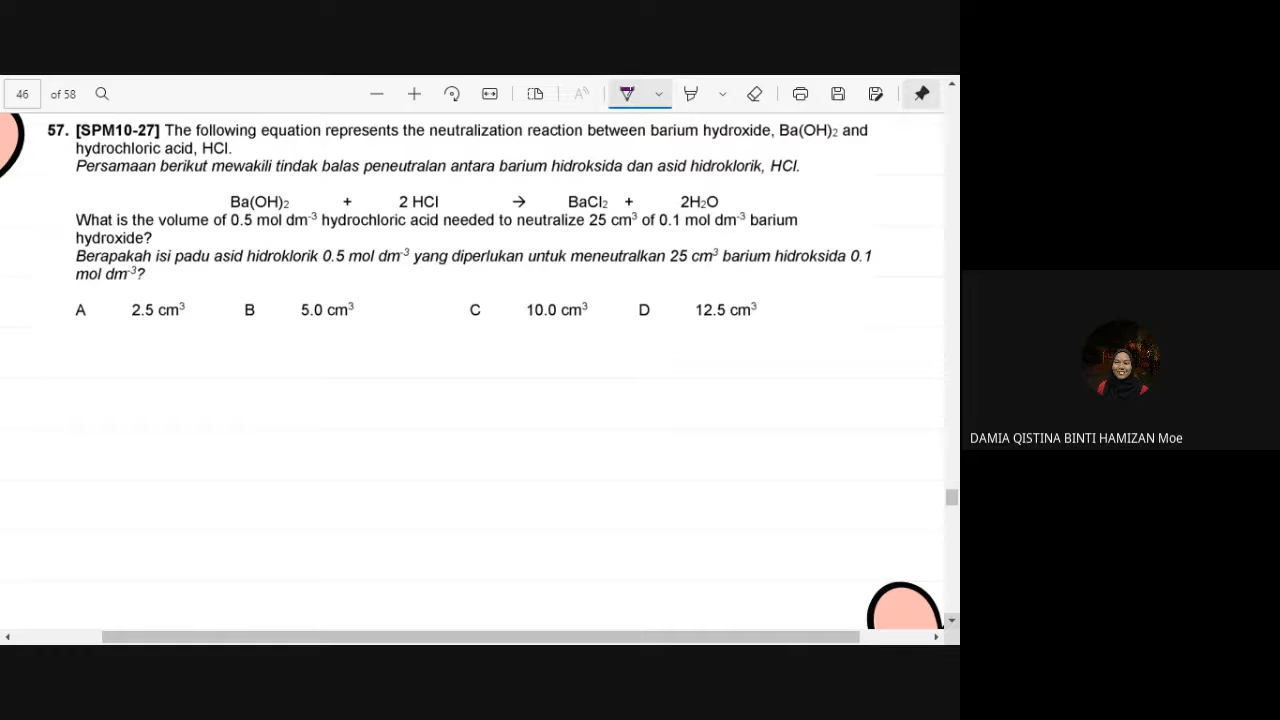 46 of 58
57. [SPM10-27] The following equation represents the neutralization reaction between barium hydroxide, Ba(OH)₂ and
hydrochloric acid, HCl.
Persamaan berikut mewakili tindak balas peneutralan antara barium hidroksida dan asid hidroklorik, HCl.
Ba(OH)₂ + 2 HCl → BaCl₂ + 2H₂O
What is the volume of 0.5 mol dm⁻³ hydrochloric acid needed to neutralize 25 cm³ of 0.1 mol dm⁻³ barium
hydroxide?
Berapakah isi padu asid hidroklorik 0.5 mol dm⁻³ yang diperlukan untuk meneutralkan 25 cm³ barium hidroksida 0.1
mol dm⁻³?
A 2.5 cm³ B 5.0 cm³ C 10.0 cm³ D 12.5 cm³
DAMIA QISTINA BINTI HAMIZAN Moe